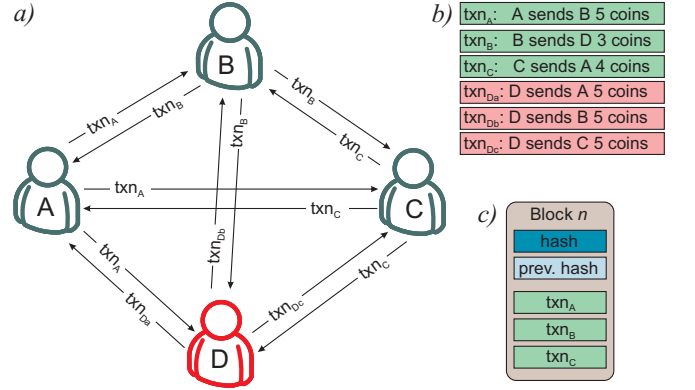 a)
B
txn_A
txn_B
txn_B
txn_C
txn_B
A
txn_A
txn_C
C
txn_A
txn_Da
txn_Db
txn_Dc
txn_C
D
b)
txn_A: A sends B 5 coins
txn_B: B sends D 3 coins
txn_C: C sends A 4 coins
txn_Da: D sends A 5 coins
txn_Db: D sends B 5 coins
txn_Dc: D sends C 5 coins
c)
Block n
hash
prev. hash
txn_A
txn_B
txn_C